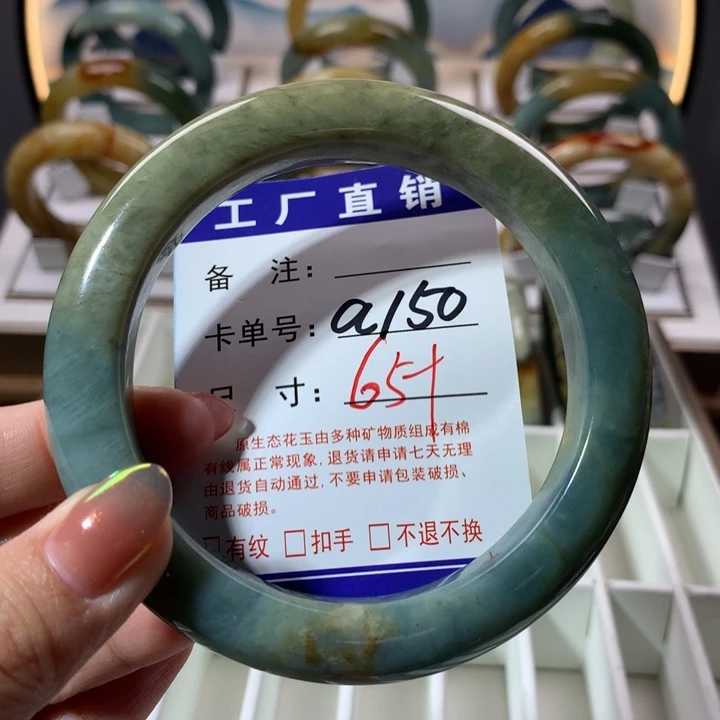 工厂直销
备 注：
卡单号：a150
尺 寸：65+
原生态花玉由多种矿物质组成有棉
有线属正常现象，退货请申请七天无理
由退货自动通过，不要申请包装破损、
商品破损。
□有纹 □扣手 □不退不换